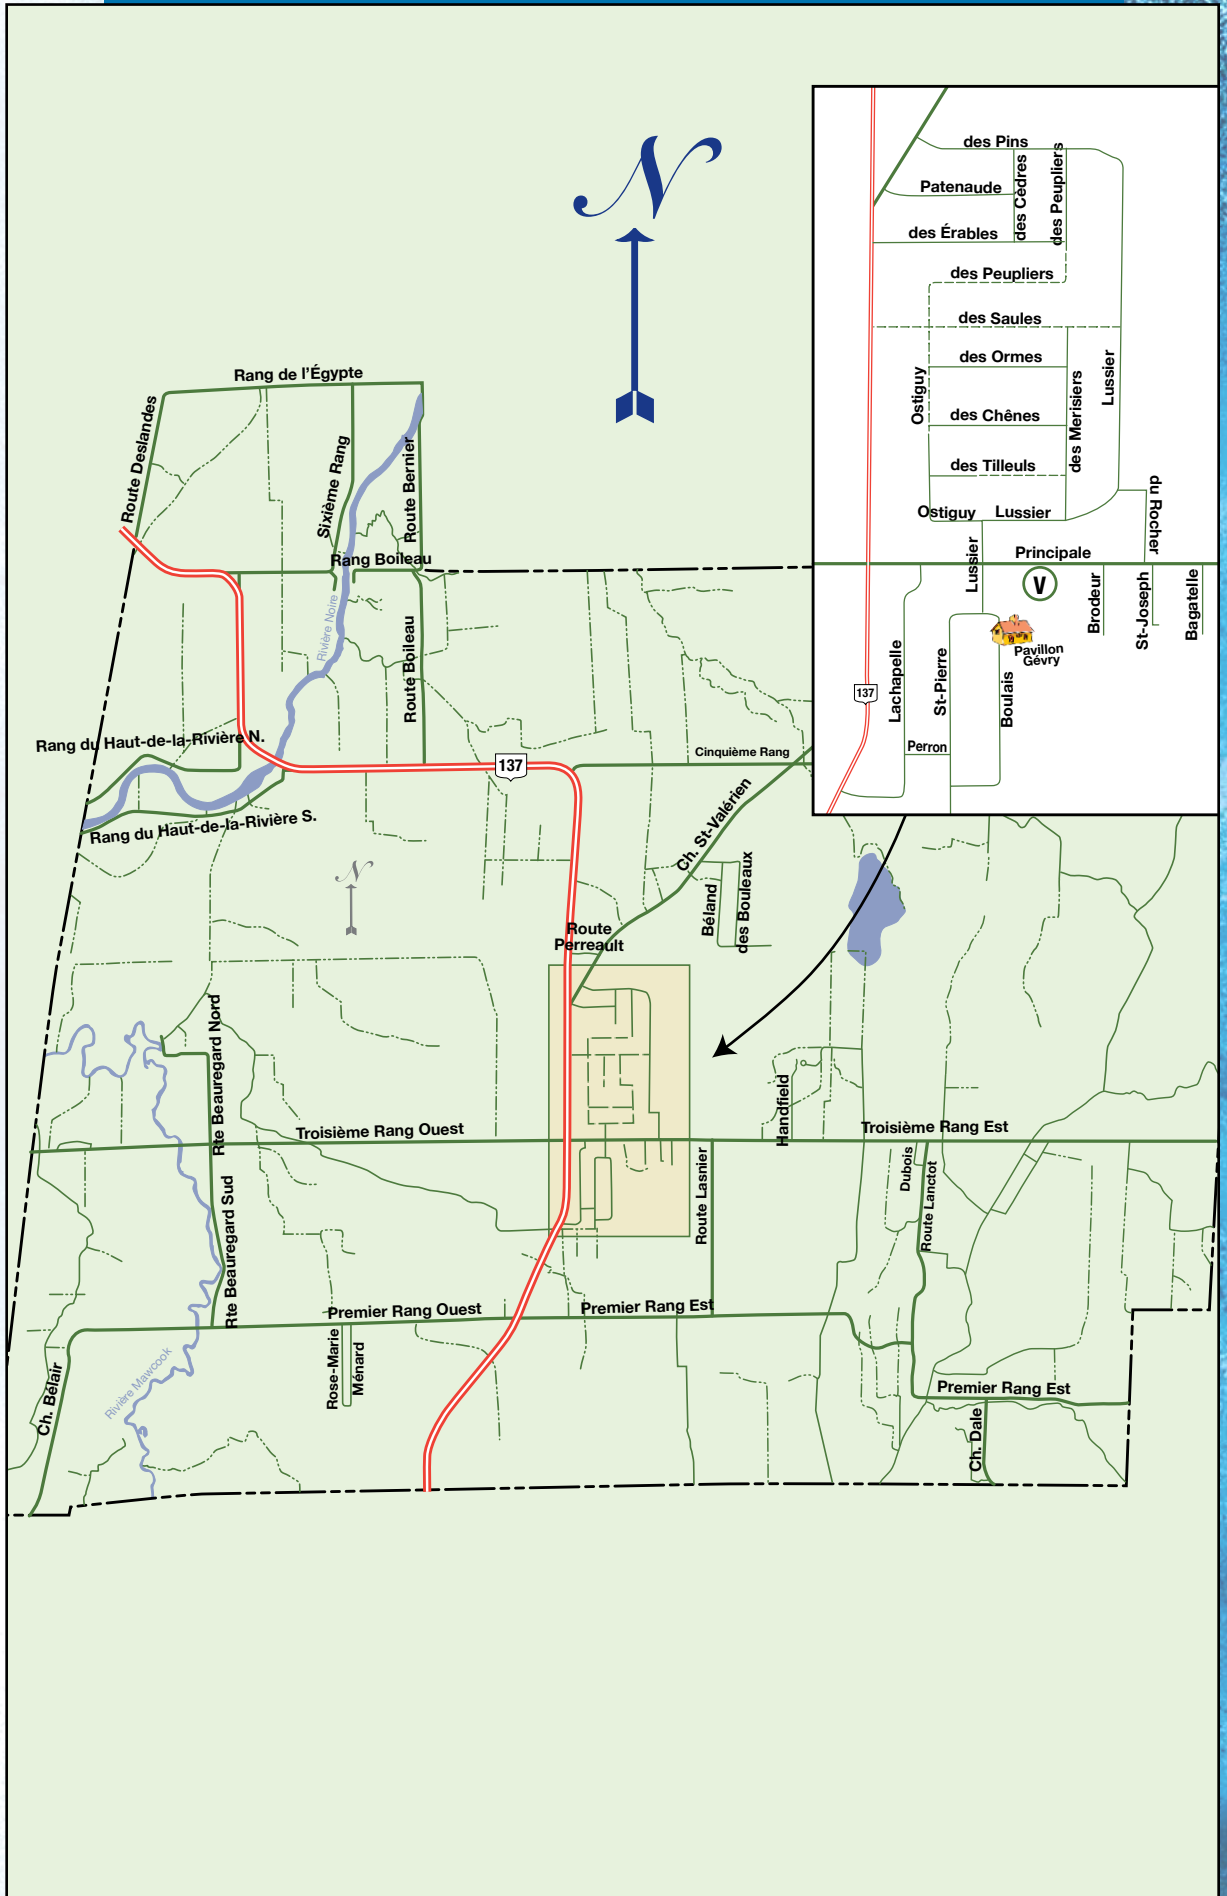 N
des Pins
des Cèdres
des Peupliers
Patenaude
des Érables
des Peupliers
des Saules
des Ormes
Ostiguy
des Chênes
des Merisiers
Lussier
des Tilleuls
Ostiguy
Lussier
du Rocher
Principale
Lussier
V
Brodeur
St-Joseph
Bagatelle
Pavillon
Gévry
Lachapelle
St-Pierre
Boulais
137
Perron
Rang de l'Égypte
Route Deslandes
Sixième Rang
Route Bernier
Rang Boileau
Rivière Noire
Route Boileau
Rang du Haut-de-la-Rivière N.
137
Cinquième Rang
Rang du Haut-de-la-Rivière S.
Ch. St-Valérien
N
Béland
des Bouleaux
Route
Perreault
Rte Beauregard Nord
Handfield
Troisième Rang Ouest
Troisième Rang Est
Rte Beauregard Sud
Route Lasnier
Dubois
Route Lanctot
Premier Rang Ouest
Premier Rang Est
Rose-Marie
Ménard
Ch. Bélair
Rivière Mawcook
Premier Rang Est
Ch. Dale